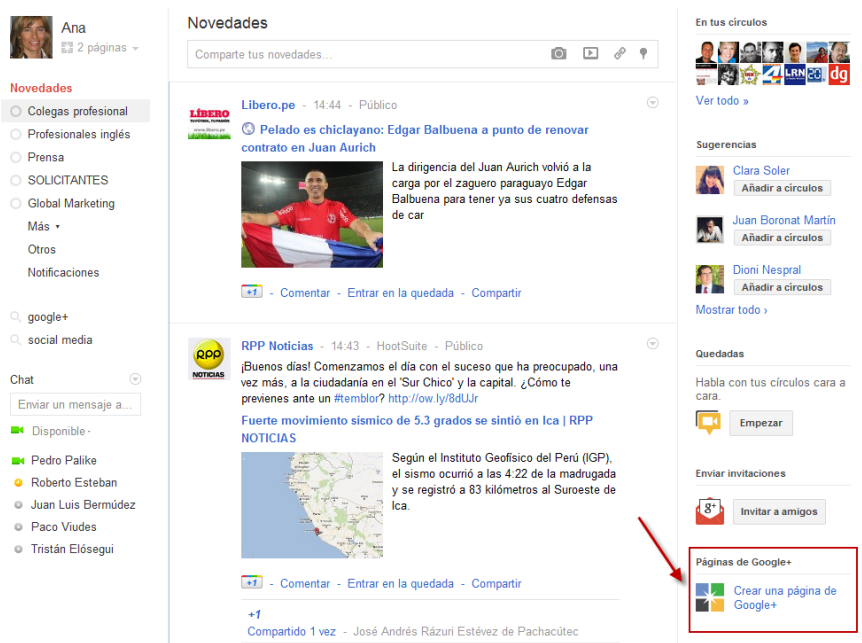 Ana
2 páginas
Novedades
Colegas profesional
Profesionales inglés
Prensa
SOLICITANTES
Global Marketing
Más
Otros
Notificaciones
google+
social media
Chat
Enviar un mensaje a...
Disponible
Pedro Palike
Roberto Esteban
Juan Luis Bermúdez
Paco Viudes
Tristán Elósegui
Novedades
Comparte tus novedades...
LÍBERO
Libero.pe - 14:44 - Público
Pelado es chiclayano: Edgar Balbuena a punto de renovar
contrato en Juan Aurich
La dirigencia del Juan Aurich volvió a la
carga por el zaguero paraguayo Edgar
Balbuena para tener ya sus cuatro defensas
de car
+1 - Comentar - Entrar en la quedada - Compartir
RPP
NOTICIAS
RPP Noticias - 14:43 - HootSuite - Público
¡Buenos días! Comenzamos el día con el suceso que ha preocupado, una
vez más, a la ciudadanía en el 'Sur Chico' y la capital. ¿Cómo te
previenes ante un #temblor? http://ow.ly/8dUJr
Fuerte movimiento sísmico de 5.3 grados se sintió en Ica | RPP
NOTICIAS
Según el Instituto Geofísico del Perú (IGP),
el sismo ocurrió a las 4:22 de la madrugada
y se registró a 83 kilómetros al Suroeste de
Ica.
+1 - Comentar - Entrar en la quedada - Compartir
+1
Compartido 1 vez - José Andrés Rázuri Estévez de Pachacútec
En tus círculos
LRN
dg
Ver todo »
Sugerencias
Clara Soler
Añadir a círculos
Juan Boronat Martín
Añadir a círculos
Dioni Nespral
Añadir a círculos
Mostrar todo ›
Quedadas
Habla con tus círculos cara a
cara.
Empezar
Enviar invitaciones
g+
Invitar a amigos
Páginas de Google+
Crear una página de
Google+